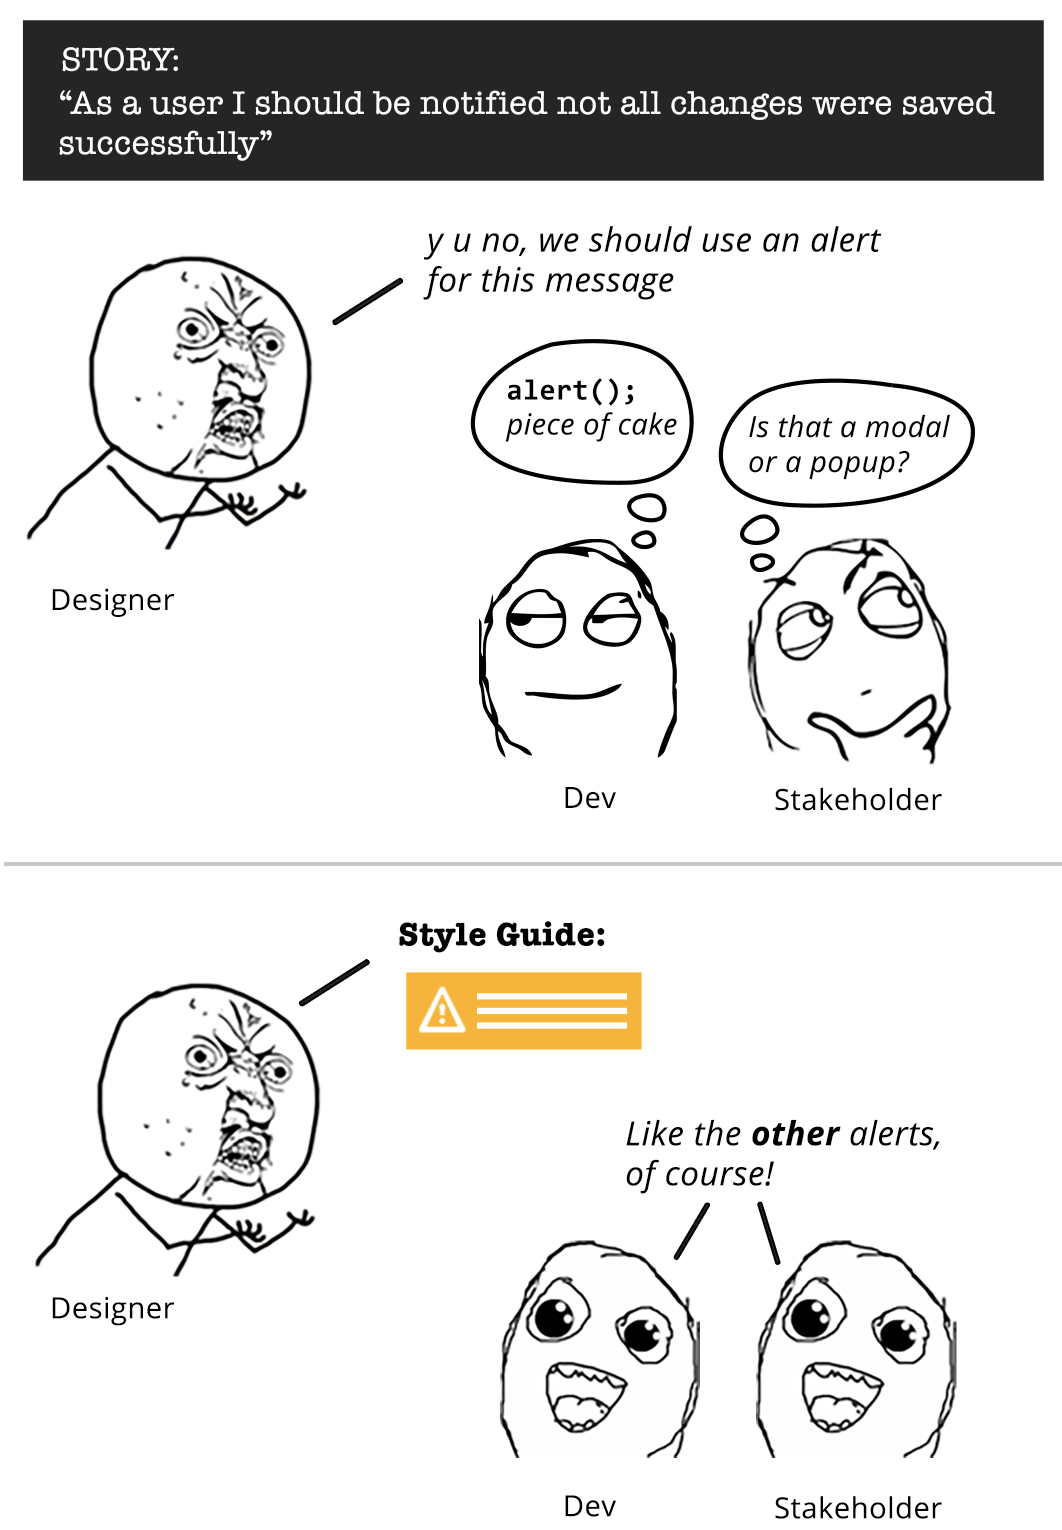 STORY:
“As a user I should be notified not all changes were saved
successfully”
y u no, we should use an alert
for this message
alert();
piece of cake
Is that a modal
or a popup?
Designer
Dev
Stakeholder
Style Guide:
Like the other alerts,
of course!
Designer
Dev
Stakeholder